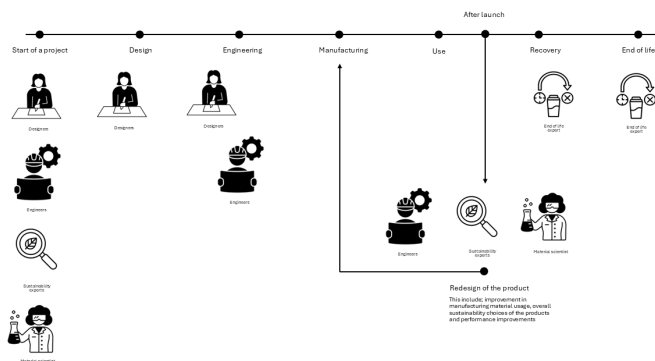 After launch
Start of a project
Design
Engineering
Manufacturing
Use
Recovery
End of life
Designers
Designers
Designers
End of life
expert
End of life
expert
Engineers
Engineers
Engineers
Sustainability
experts
Material scientist
Sustainability
experts
Redesign of the product
This include; improvement in
manufacturing material usage, overall
sustainability choices of the products
and performance improvements
Material scientist